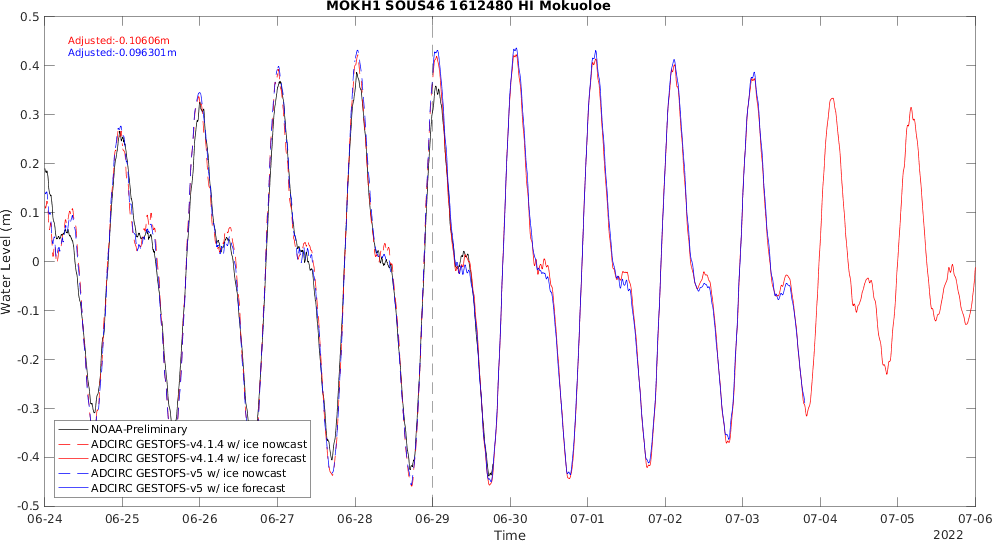 MOKH1 SOUS46 1612480 HI Mokuoloe
Adjusted:-0.10606m
Adjusted:-0.096301m
0.5
0.4
0.3
0.2
0.1
0
-0.1
-0.2
-0.3
-0.4
-0.5
Water Level (m)
NOAA-Preliminary
ADCIRC GESTOFS-v4.1.4 w/ ice nowcast
ADCIRC GESTOFS-v4.1.4 w/ ice forecast
ADCIRC GESTOFS-v5 w/ ice nowcast
ADCIRC GESTOFS-v5 w/ ice forecast
06-24 06-25 06-26 06-27 06-28 06-29 06-30 07-01 07-02 07-03 07-04 07-05 07-06
Time
2022